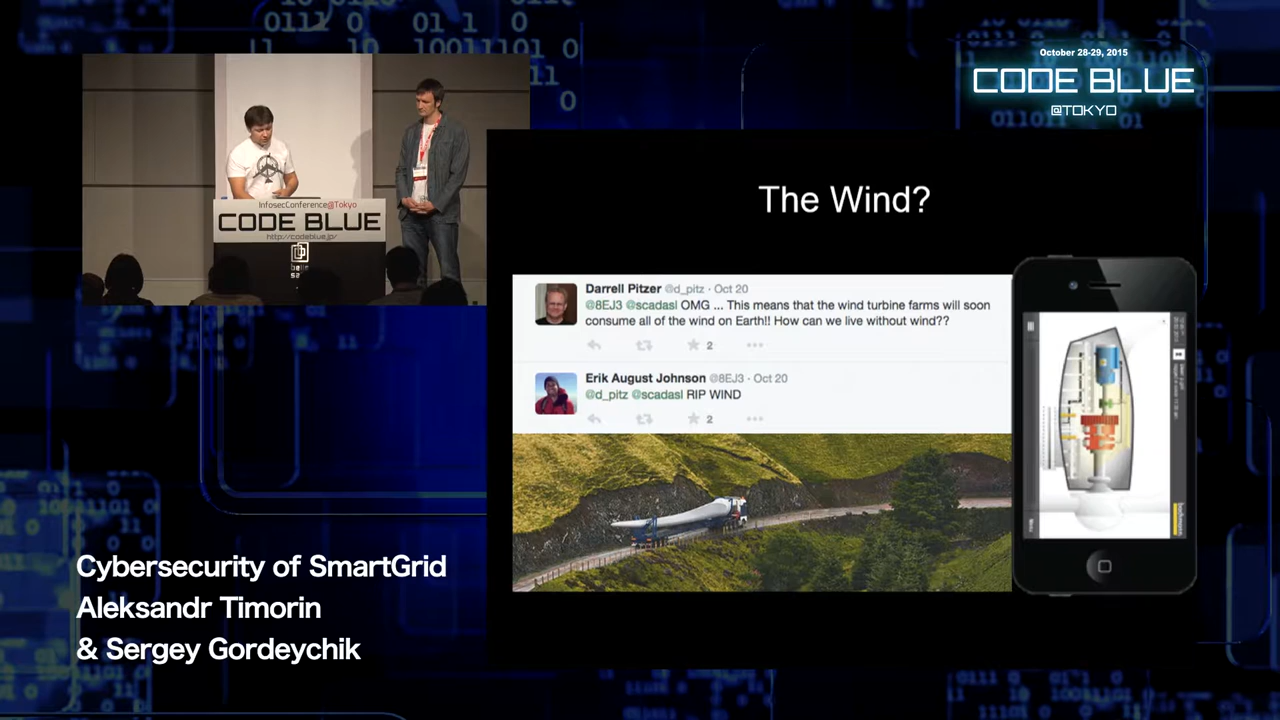 October 28-29, 2015
CODE BLUE
@TOKYO
InfosecConference@Tokyo
CODE BLUE
http://codeblue.jp/
The Wind?
Darrell Pitzer @d_pitz · Oct 20
@8EJ3 @scadasl OMG ... This means that the wind turbine farms will soon
consume all of the wind on Earth!! How can we live without wind??
2
Erik August Johnson @8EJ3 · Oct 20
@d_pitz @scadasl RIP WIND
2
Cybersecurity of SmartGrid
Aleksandr Timorin
& Sergey Gordeychik